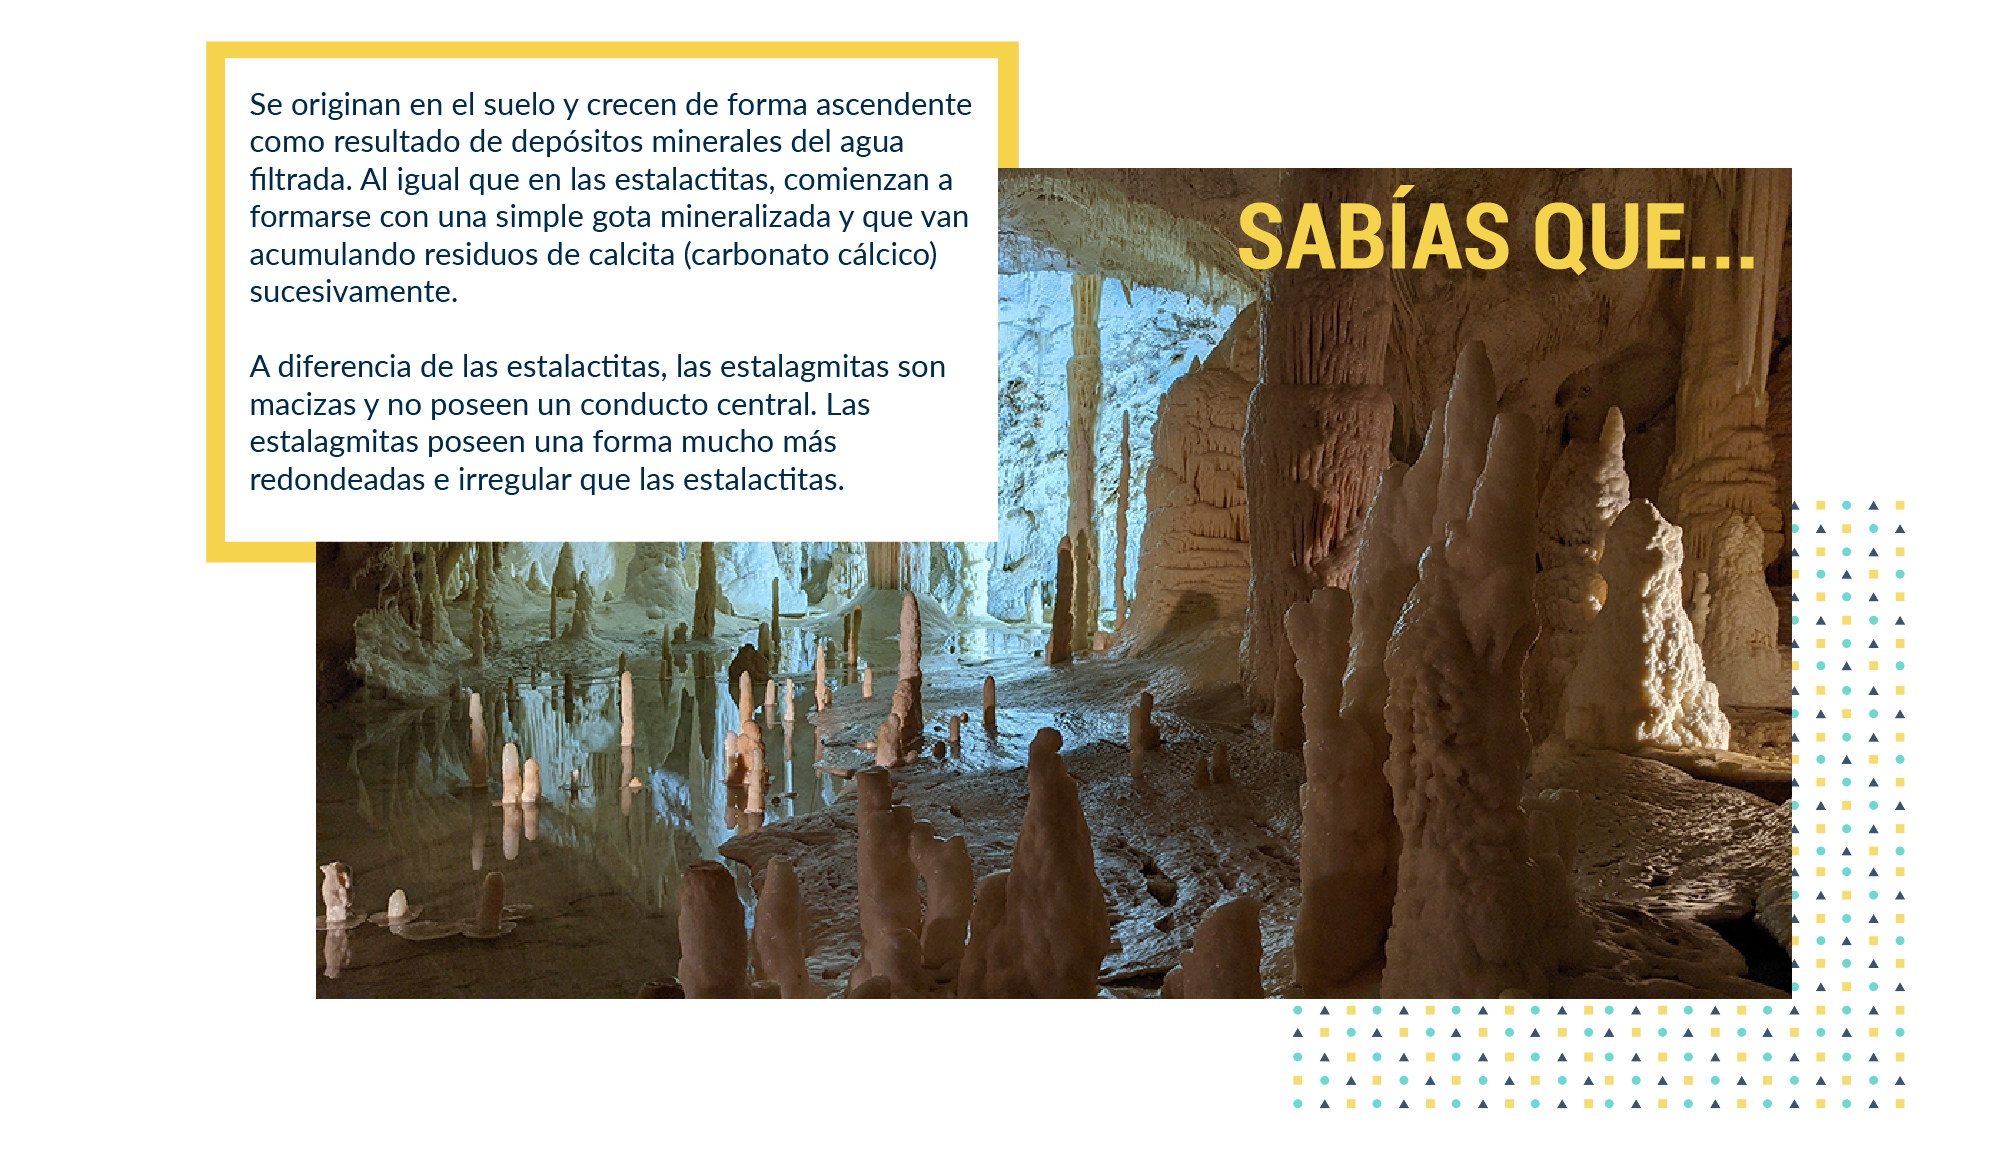 SABÍAS QUE...
Se originan en el suelo y crecen de forma ascendente
como resultado de depósitos minerales del agua
filtrada. Al igual que en las estalactitas, comienzan a
formarse con una simple gota mineralizada y que van
acumulando residuos de calcita (carbonato cálcico)
sucesivamente.
A diferencia de las estalactitas, las estalagmitas son
macizas y no poseen un conducto central. Las
estalagmitas poseen una forma mucho más
redondeadas e irregular que las estalactitas.